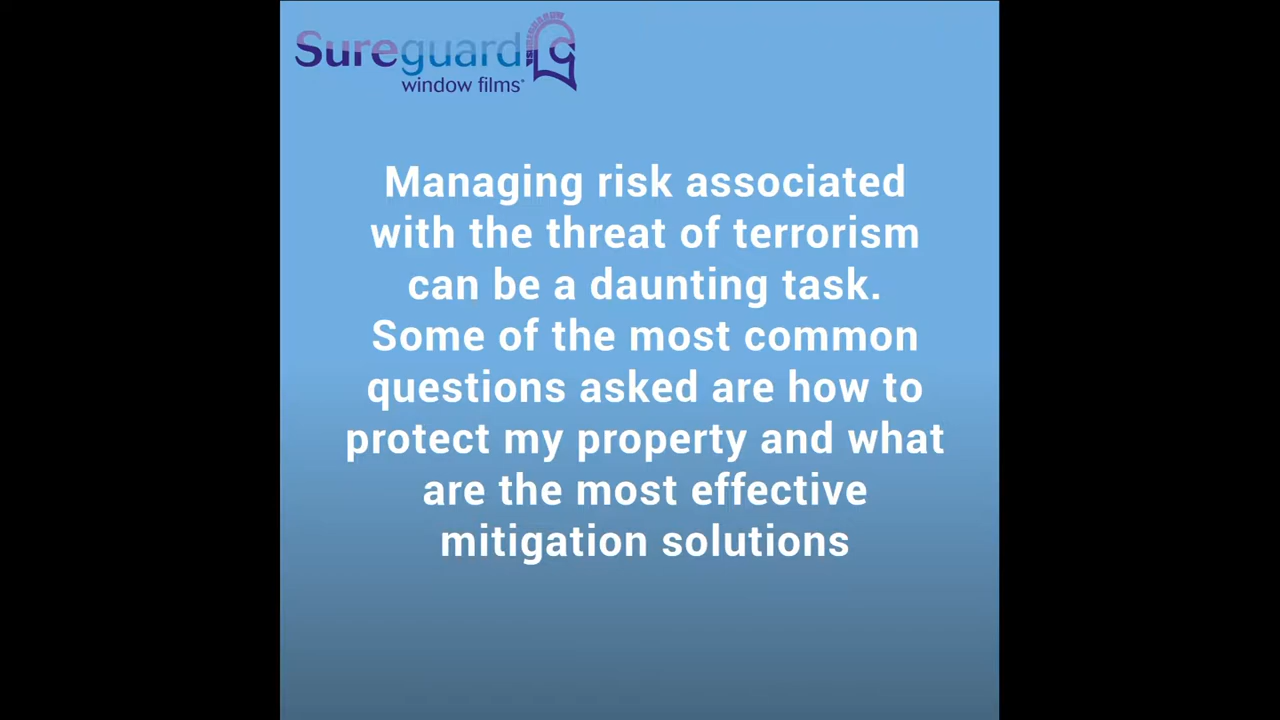 Sureguard
window films
Managing risk associated
with the threat of terrorism
can be a daunting task.
Some of the most common
questions asked are how to
protect my property and what
are the most effective
mitigation solutions